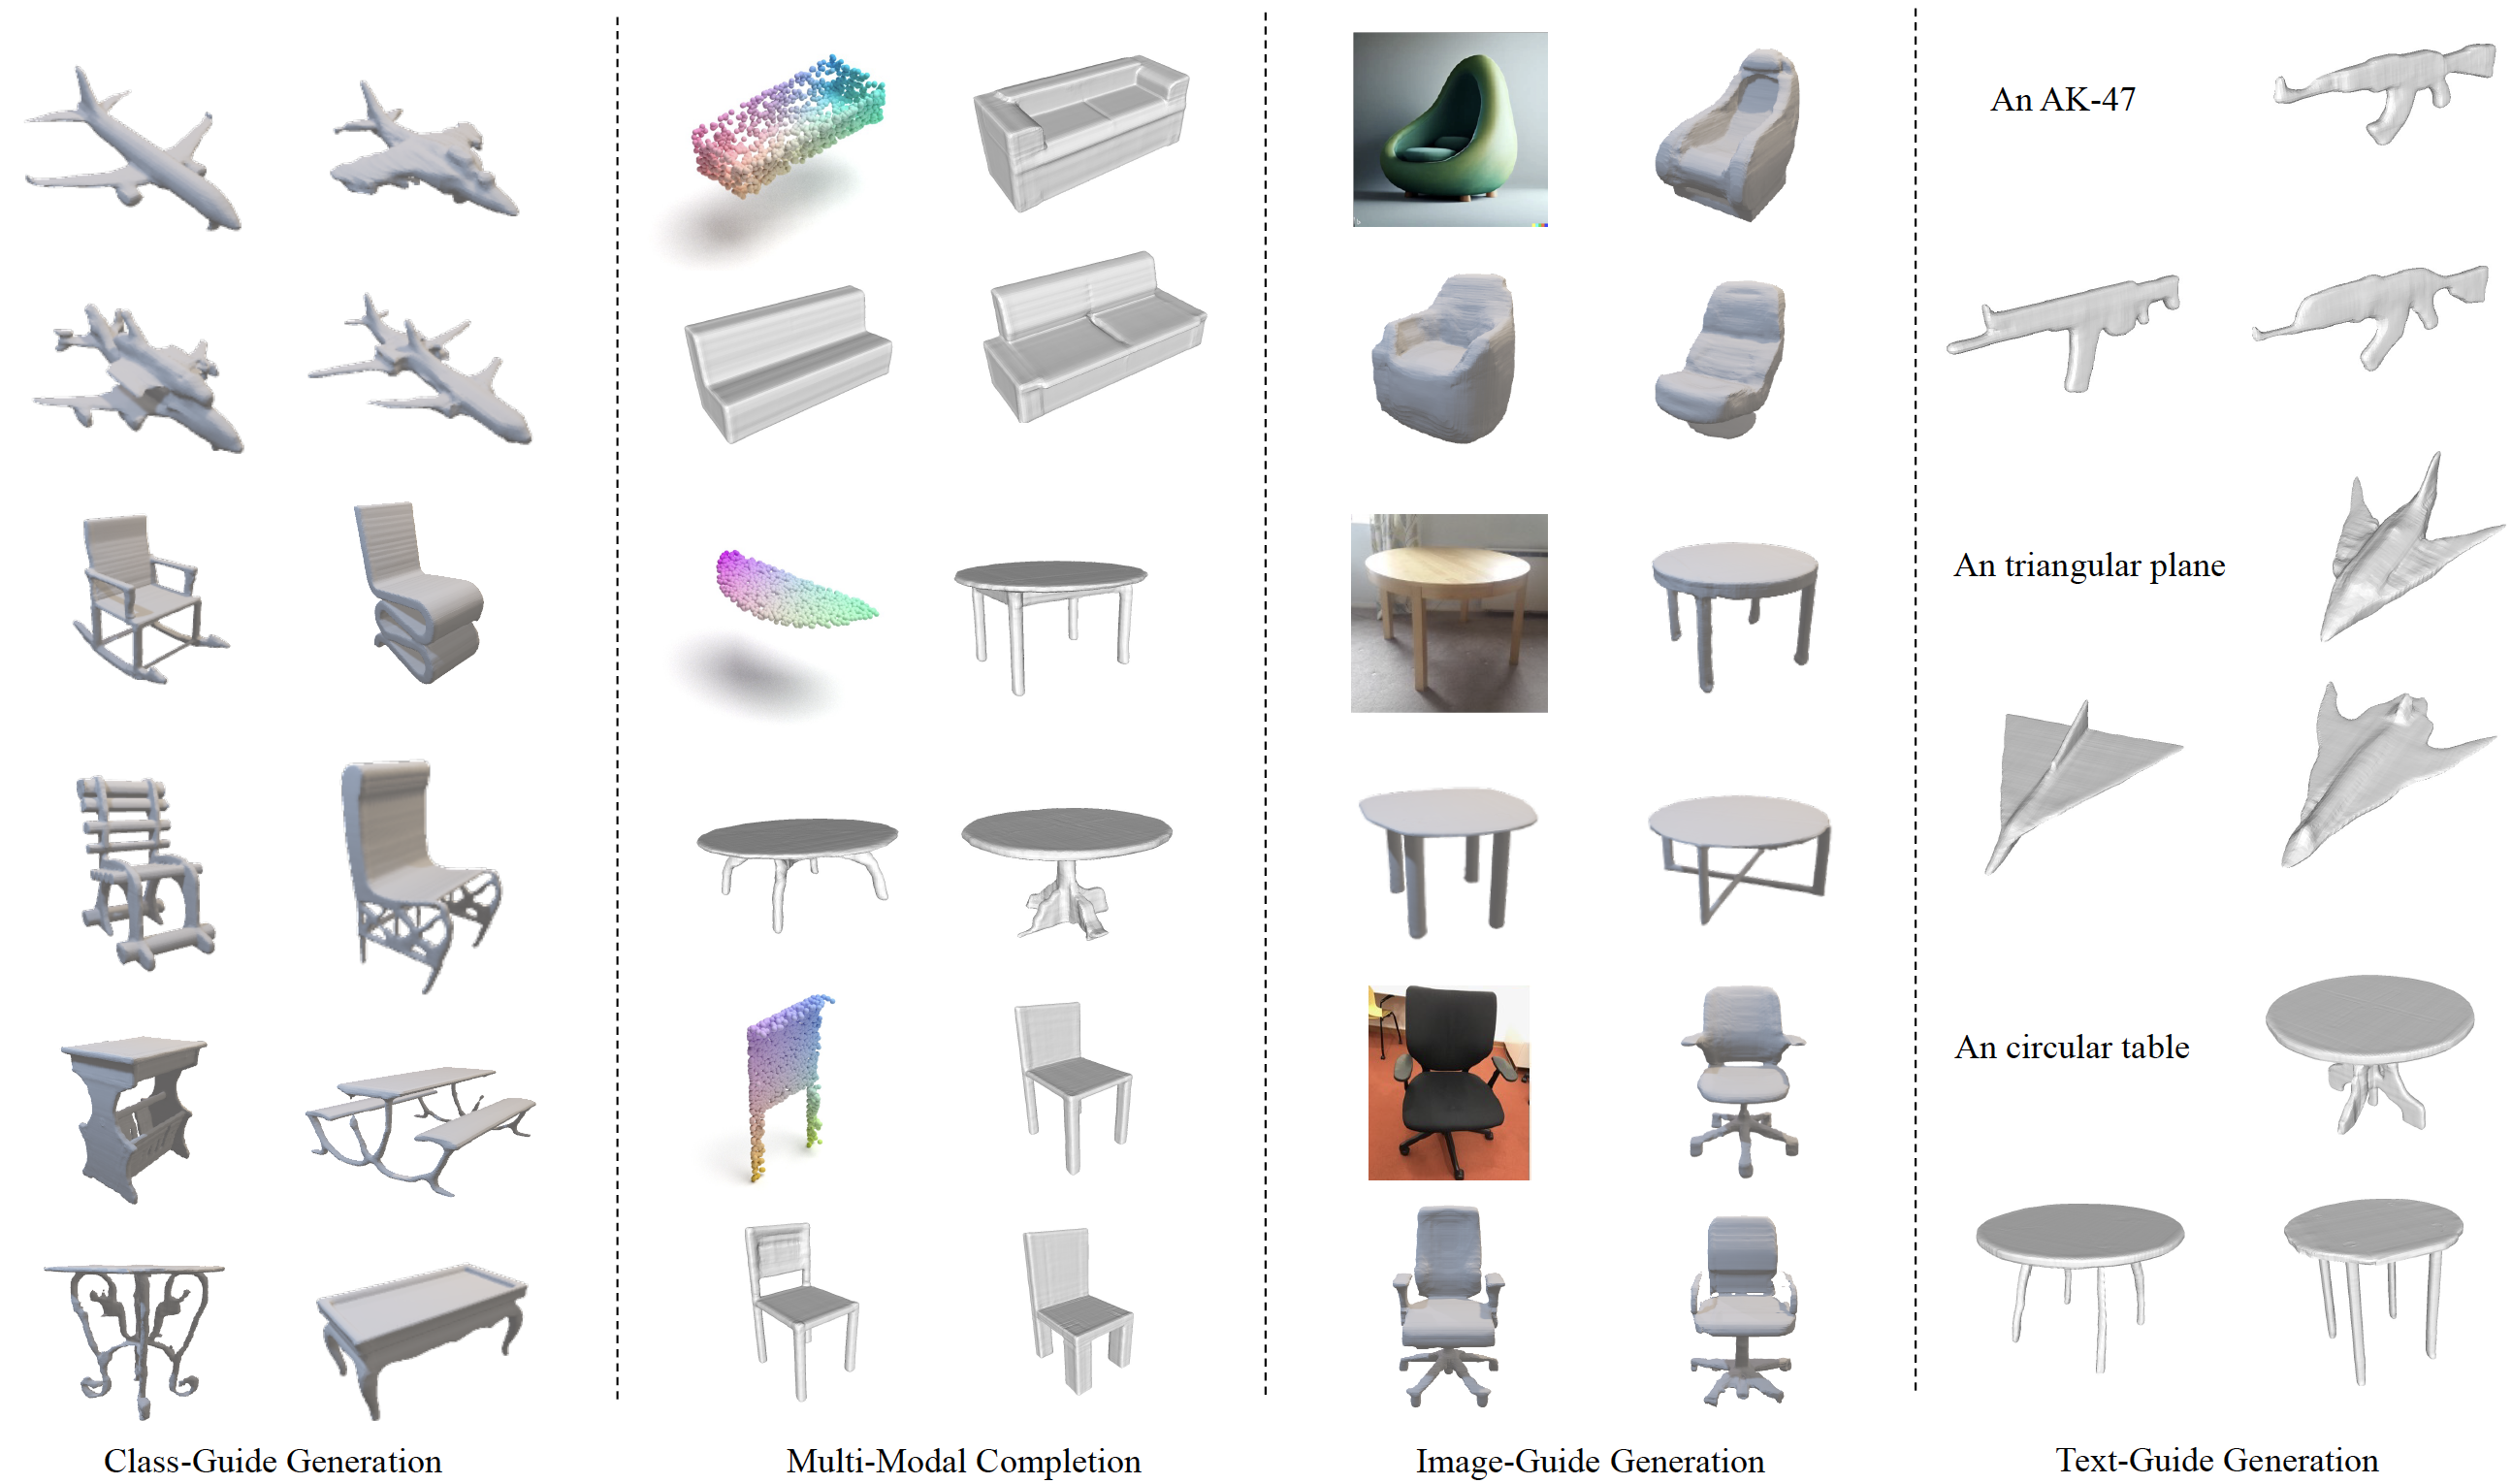 An AK-47
An triangular plane
An circular table
Class-Guide Generation
Multi-Modal Completion
Image-Guide Generation
Text-Guide Generation